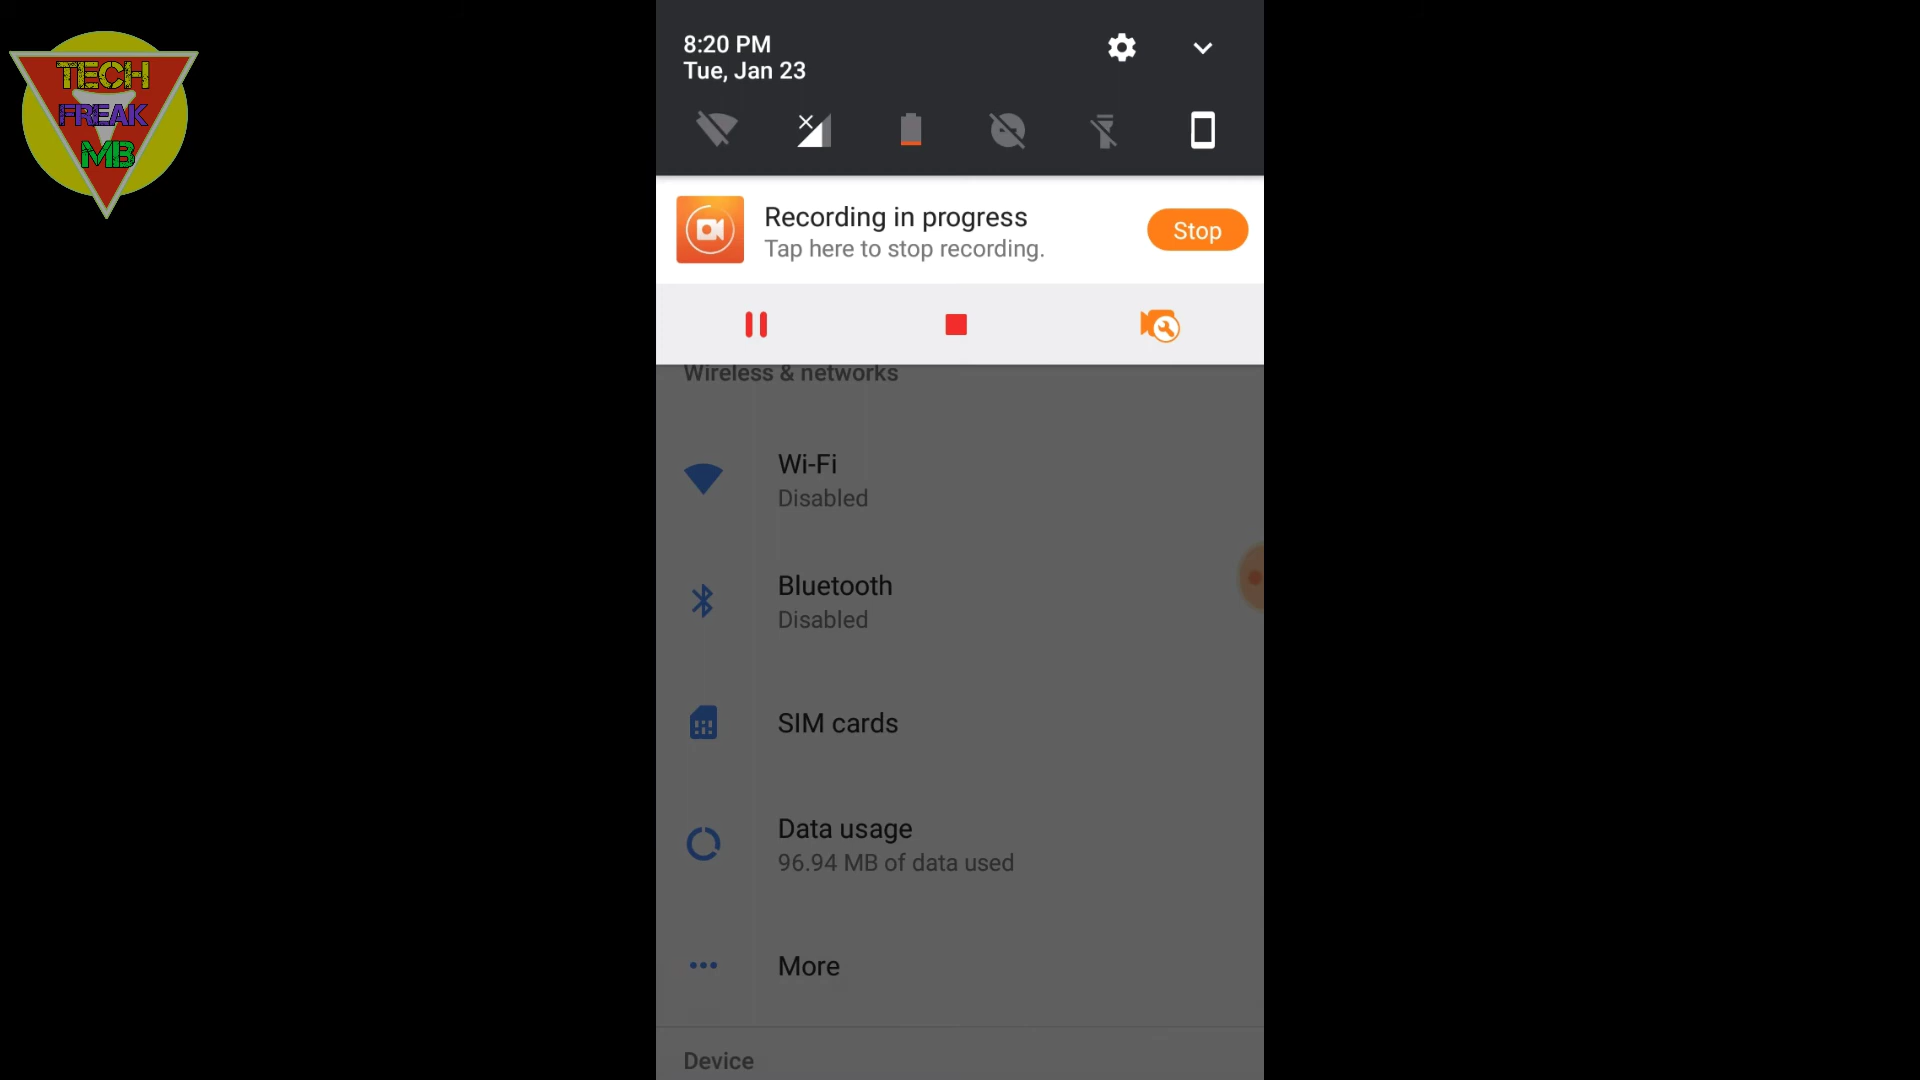 TECH
FREAK
MB
8:20 PM
Tue, Jan 23
Recording in progress
Tap here to stop recording.
Stop
Wireless & networks
Wi-Fi
Disabled
Bluetooth
Disabled
SIM cards
Data usage
96.94 MB of data used
More
Device